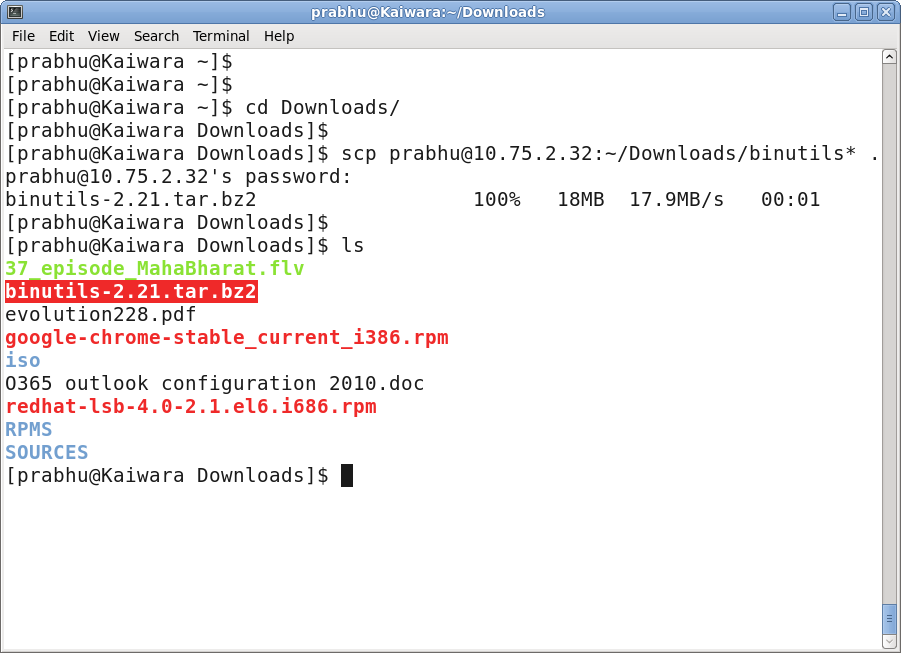 prabhu@Kaiwara:~/Downloads
File Edit View Search Terminal Help
[prabhu@Kaiwara ~]$
[prabhu@Kaiwara ~]$
[prabhu@Kaiwara ~]$ cd Downloads/
[prabhu@Kaiwara Downloads]$
[prabhu@Kaiwara Downloads]$ scp prabhu@10.75.2.32:~/Downloads/binutils* .
prabhu@10.75.2.32's password:
binutils-2.21.tar.bz2 100% 18MB 17.9MB/s 00:01
[prabhu@Kaiwara Downloads]$
[prabhu@Kaiwara Downloads]$ ls
37_episode_MahaBharat.flv
binutils-2.21.tar.bz2
evolution228.pdf
google-chrome-stable_current_i386.rpm
iso
O365 outlook configuration 2010.doc
redhat-lsb-4.0-2.1.el6.i686.rpm
RPMS
SOURCES
[prabhu@Kaiwara Downloads]$